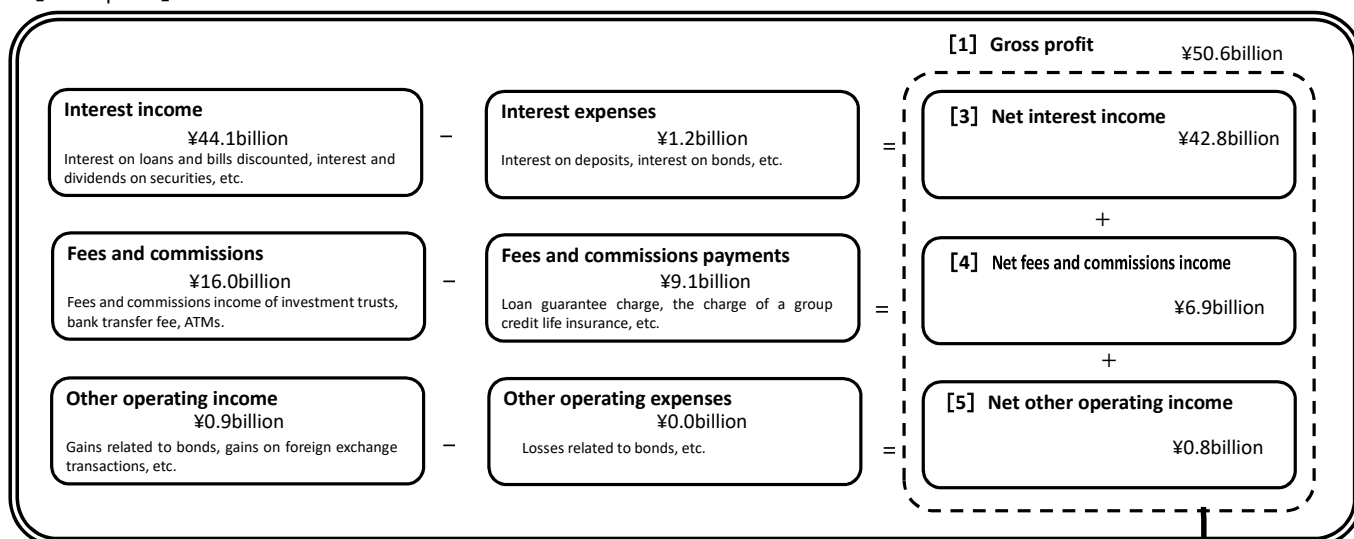 [1] Gross profit
¥50.6billion
Interest income
¥44.1billion
Interest on loans and bills discounted, interest and
dividends on securities, etc.
−
Interest expenses
¥1.2billion
Interest on deposits, interest on bonds, etc.
=
[3] Net interest income
¥42.8billion
+
Fees and commissions
¥16.0billion
Fees and commissions income of investment trusts,
bank transfer fee, ATMs.
−
Fees and commissions payments
¥9.1billion
Loan guarantee charge, the charge of a group
credit life insurance, etc.
=
[4] Net fees and commissions income
¥6.9billion
+
Other operating income
¥0.9billion
Gains related to bonds, gains on foreign exchange
transactions, etc.
−
Other operating expenses
¥0.0billion
Losses related to bonds, etc.
=
[5] Net other operating income
¥0.8billion